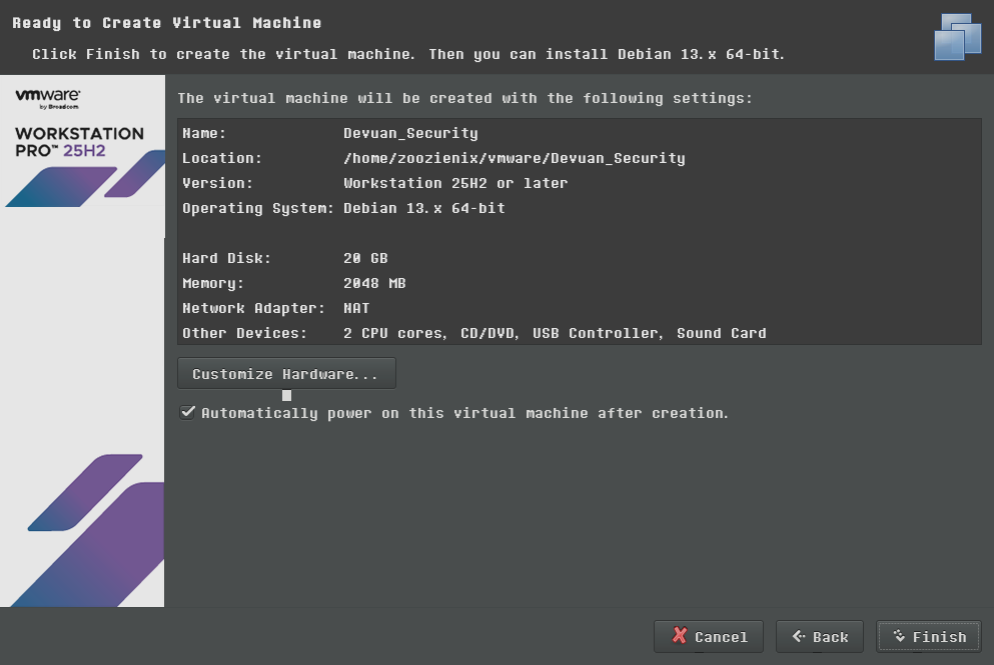 Ready to Create Virtual Machine
Click Finish to create the virtual machine. Then you can install Debian 13.x 64-bit.
vmware
by Broadcom
WORKSTATION
PRO™ 25H2
The virtual machine will be created with the following settings:
Name: Devuan_Security
Location: /home/zoozienix/vmware/Devuan_Security
Version: Workstation 25H2 or later
Operating System: Debian 13.x 64-bit
Hard Disk: 20 GB
Memory: 2048 MB
Network Adapter: NAT
Other Devices: 2 CPU cores, CD/DVD, USB Controller, Sound Card
Customize Hardware...
Automatically power on this virtual machine after creation.
Cancel Back Finish